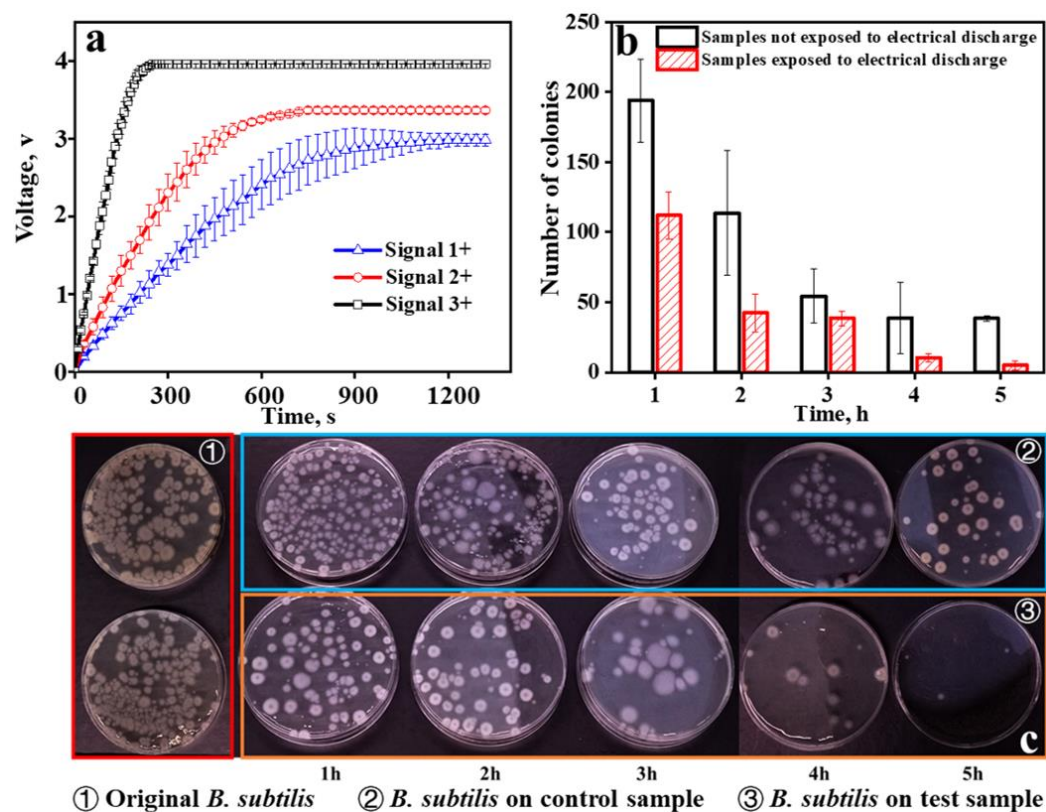 a
Voltage, v
4
3
2
1
0
0 300 600 900 1200
Time, s
Signal 1+
Signal 2+
Signal 3+
b
Number of colonies
250
200
150
100
50
0
Samples not exposed to electrical discharge
Samples exposed to electrical discharge
1 2 3 4 5
Time, h
①
②
③
c
1h 2h 3h 4h 5h
① Original B. subtilis ② B. subtilis on control sample ③ B. subtilis on test sample